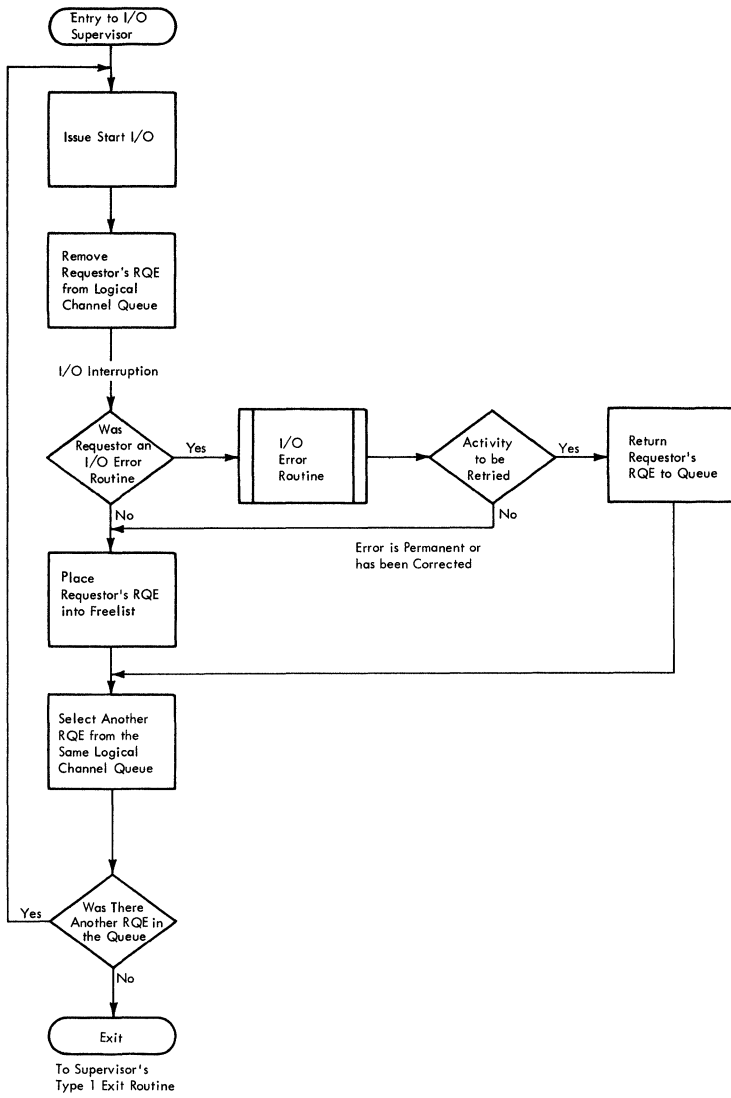 Entry to I/O
Supervisor
Issue Start I/O
Remove
Requestor's RQE
from Logical
Channel Queue
I/O Interruption
Was
Requestor an
I/O Error
Routine
Yes
I/O
Error
Routine
Activity
to be
Retried
Yes
Return
Requestor's
RQE to Queue
No
No
Error is Permanent or
has been Corrected
Place
Requestor's RQE
into Freelist
Select Another
RQE from the
Same Logical
Channel Queue
Yes
Was There
Another RQE in
the Queue
No
Exit
To Supervisor's
Type 1 Exit Routine